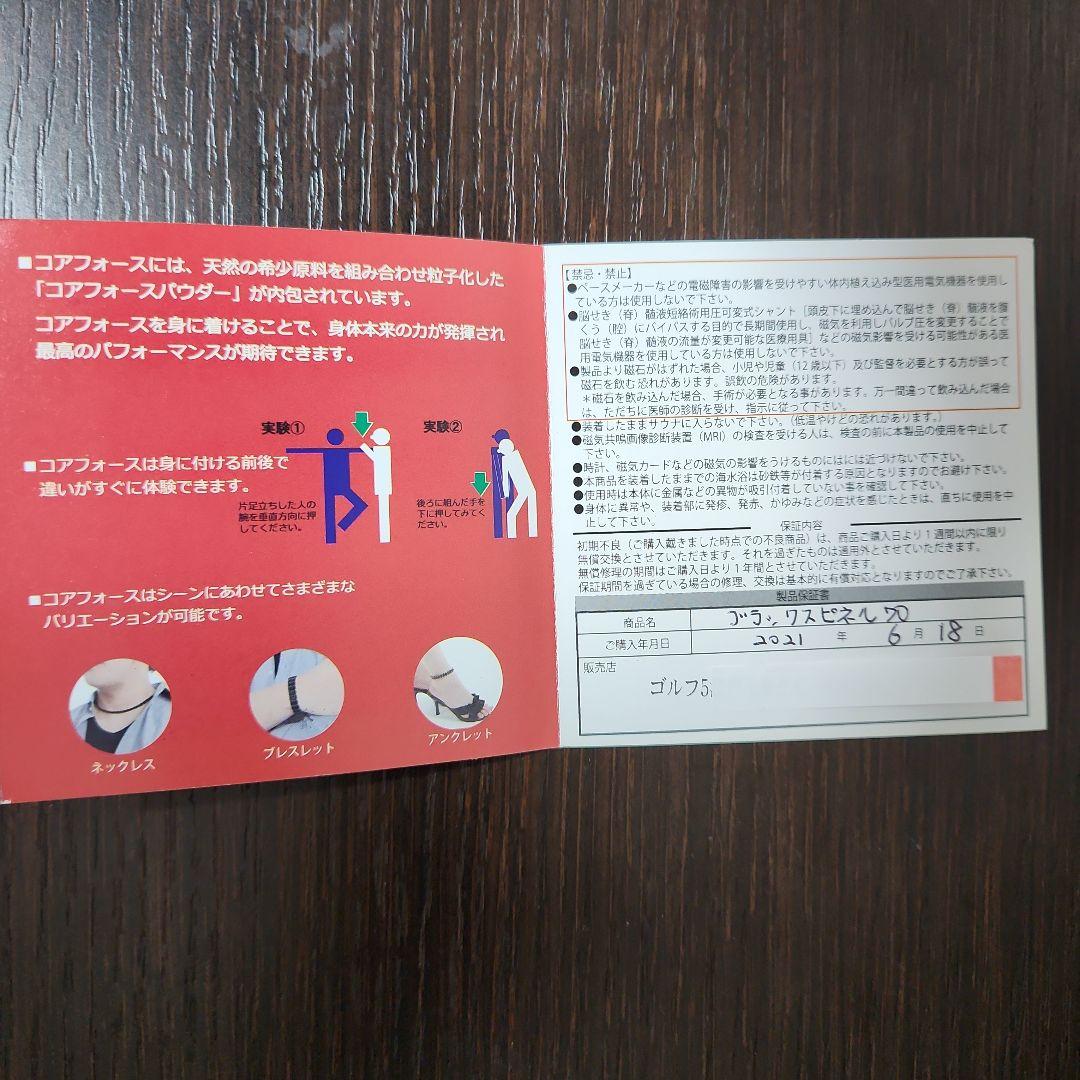 ■コアフォースには、天然の希少原料を組み合わせ粒子化した
「コアフォースパウダー」が内包されています。
コアフォースを身に着けることで、身体本来の力が発揮され
最高のパフォーマンスが期待できます。
実験①
実験②
■コアフォースは身に付ける前後で
違いがすぐに体験できます。
片足立ちした人の
腕を垂直方向に押
してください。
後ろに組んだ手を
下に押してみてく
ださい。
■コアフォースはシーンにあわせてさまざまな
バリエーションが可能です。
ネックレス
ブレスレット
アンクレット
【禁忌・禁止】
●ペースメーカーなどの電磁障害の影響を受けやすい体内植え込み型医用電気機器を使用し
ている方は使用しないで下さい。
●脳せき（脊）髄液短絡術用圧可変式シャント［頭皮下に埋め込んで脳せき（脊）髄液を腹
くう（腔）にバイパスする目的で長期間使用し、磁気を利用しバルブ圧を変更することで
脳せき（脊）髄液の流量が変更可能な医療用具］などの磁気影響を受ける可能性がある医
用電気機器を使用している方は使用しないで下さい。
●製品より磁石がはずれた場合、小児や児童（12歳以下）及び監督を必要とする方が誤って
磁石を飲む恐れがあります。誤飲の危険があります。
＊磁石を飲み込んだ場合、手術が必要となる事があります。万一間違って飲み込んだ場合
は、ただちに医師の診断を受け、指示に従って下さい。
●装着したままサウナに入らないで下さい。（低温やけどの恐れがあります。）
●磁気共鳴画像診断装置（MRI）の検査を受ける人は、検査の前に本製品の使用を中止して
下さい。
●時計、磁気カードなどの磁気の影響をうけるものにはには近づけないで下さい。
●本商品を装着したままでの海水浴は砂鉄等が付着する原因となりますのでお避け下さい。
●使用時は本体に金属などの異物が吸引付着していない事を確認して下さい。
●身体に異常や、装着部に発疹、発赤、かゆみなどの症状を感じたときは、直ちに使用を中
止して下さい。
保証内容
初期不良（ご購入戴きました時点での不良商品）は、商品ご購入日より1週間以内に限り
無償交換とさせていただきます。それを過ぎたものは適用外とさせていただきます。
無償修理の期間はご購入日より1年間とさせていただきます。
保証期間を過ぎている場合の修理、交換は基本的に有償対応となりますのでご了承下さい。
製品保証書
商品名 ブラックスピネル70
ご購入年月日 2021 年 6 月 18 日
販売店
ゴルフ5